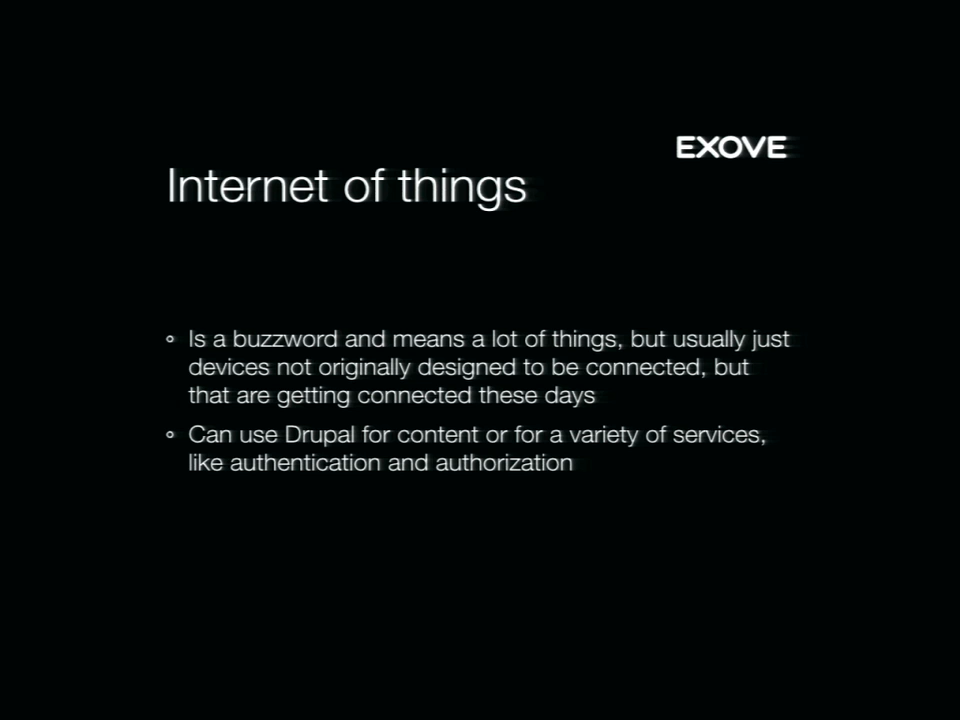 EXOVE
Internet of things
Is a buzzword and means a lot of things, but usually just
devices not originally designed to be connected, but
that are getting connected these days
Can use Drupal for content or for a variety of services,
like authentication and authorization